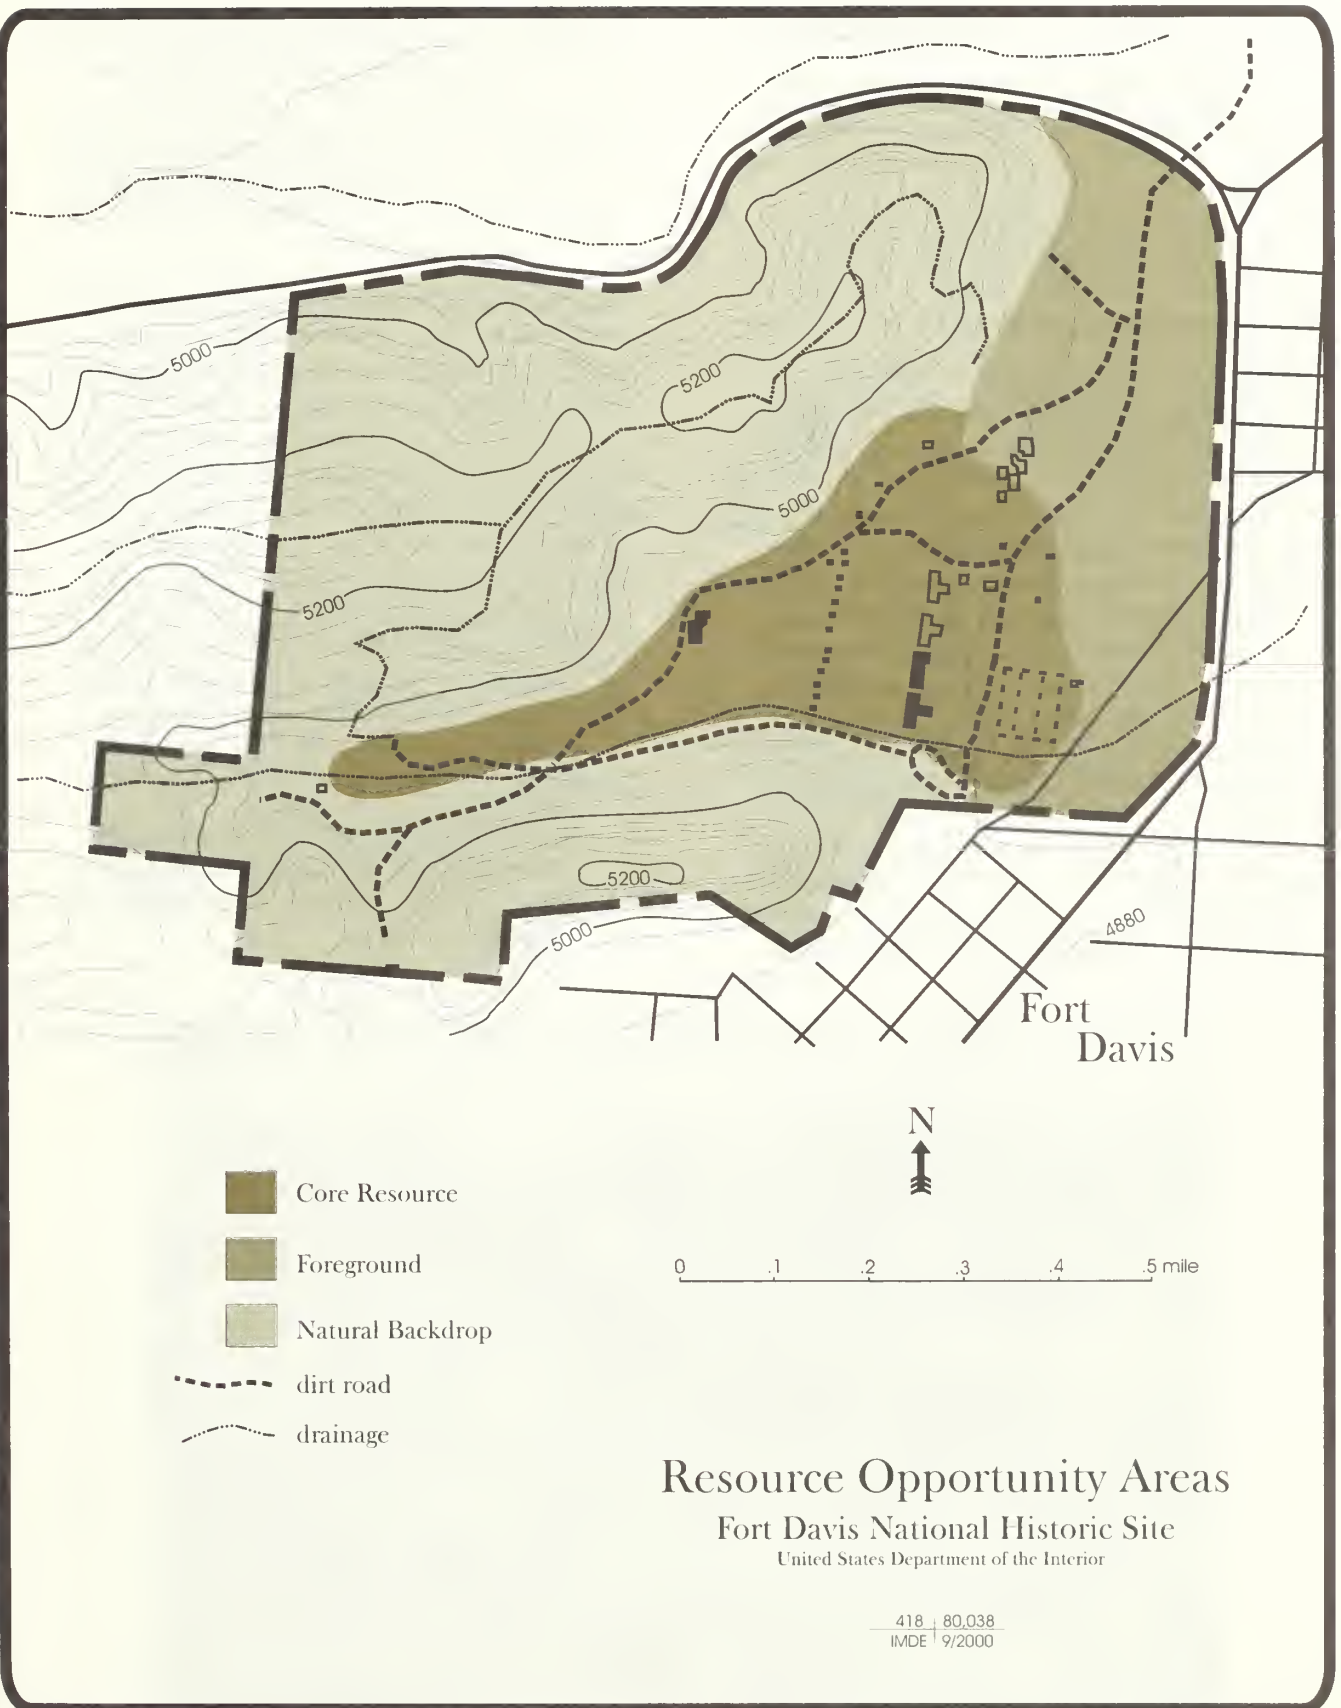 5000
5200
5000
5200
5200
5000
4880
Fort
Davis
N
Core Resource
Foreground
Natural Backdrop
dirt road
drainage
0 .1 .2 .3 .4 .5 mile
Resource Opportunity Areas
Fort Davis National Historic Site
United States Department of the Interior
418 80,038
IMDE 9/2000